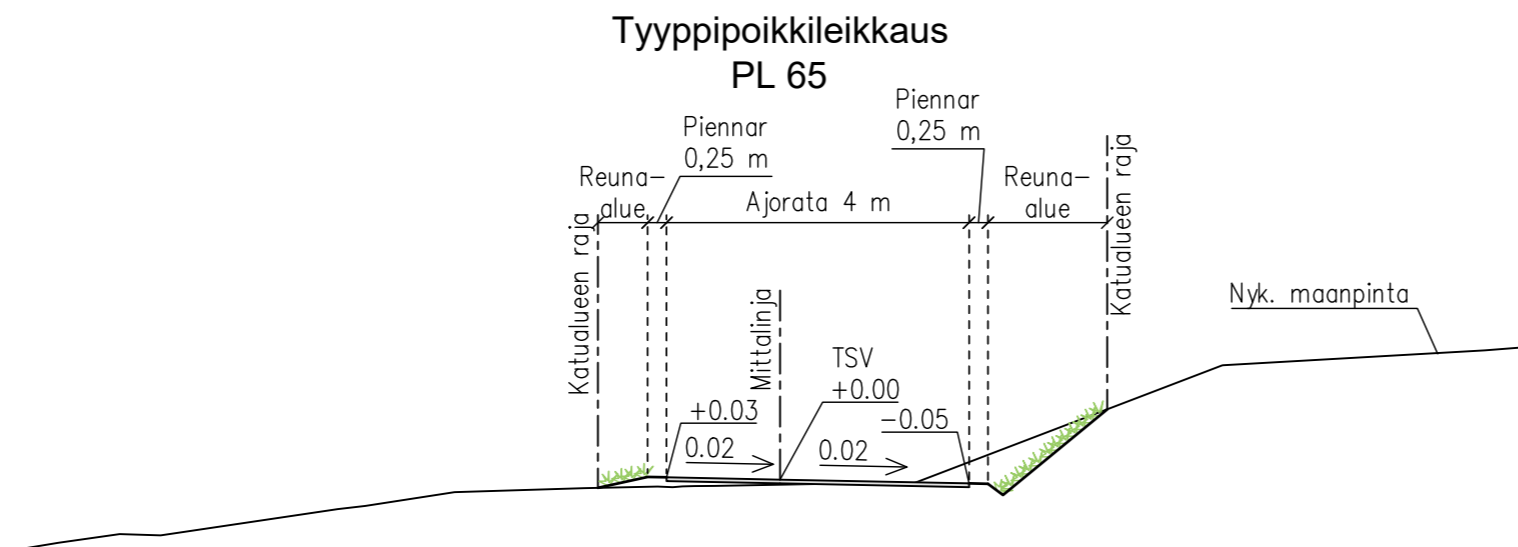 Tyyppipoikkileikkaus
PL 65
Piennar
0,25 m
Piennar
0,25 m
Reuna-
alue
Ajorata 4 m
Reuna-
alue
Katualueen raja
Katualueen raja
Mittalinja
Nyk. maanpinta
TSV
+0.00
+0.03
-0.05
0.02
0.02